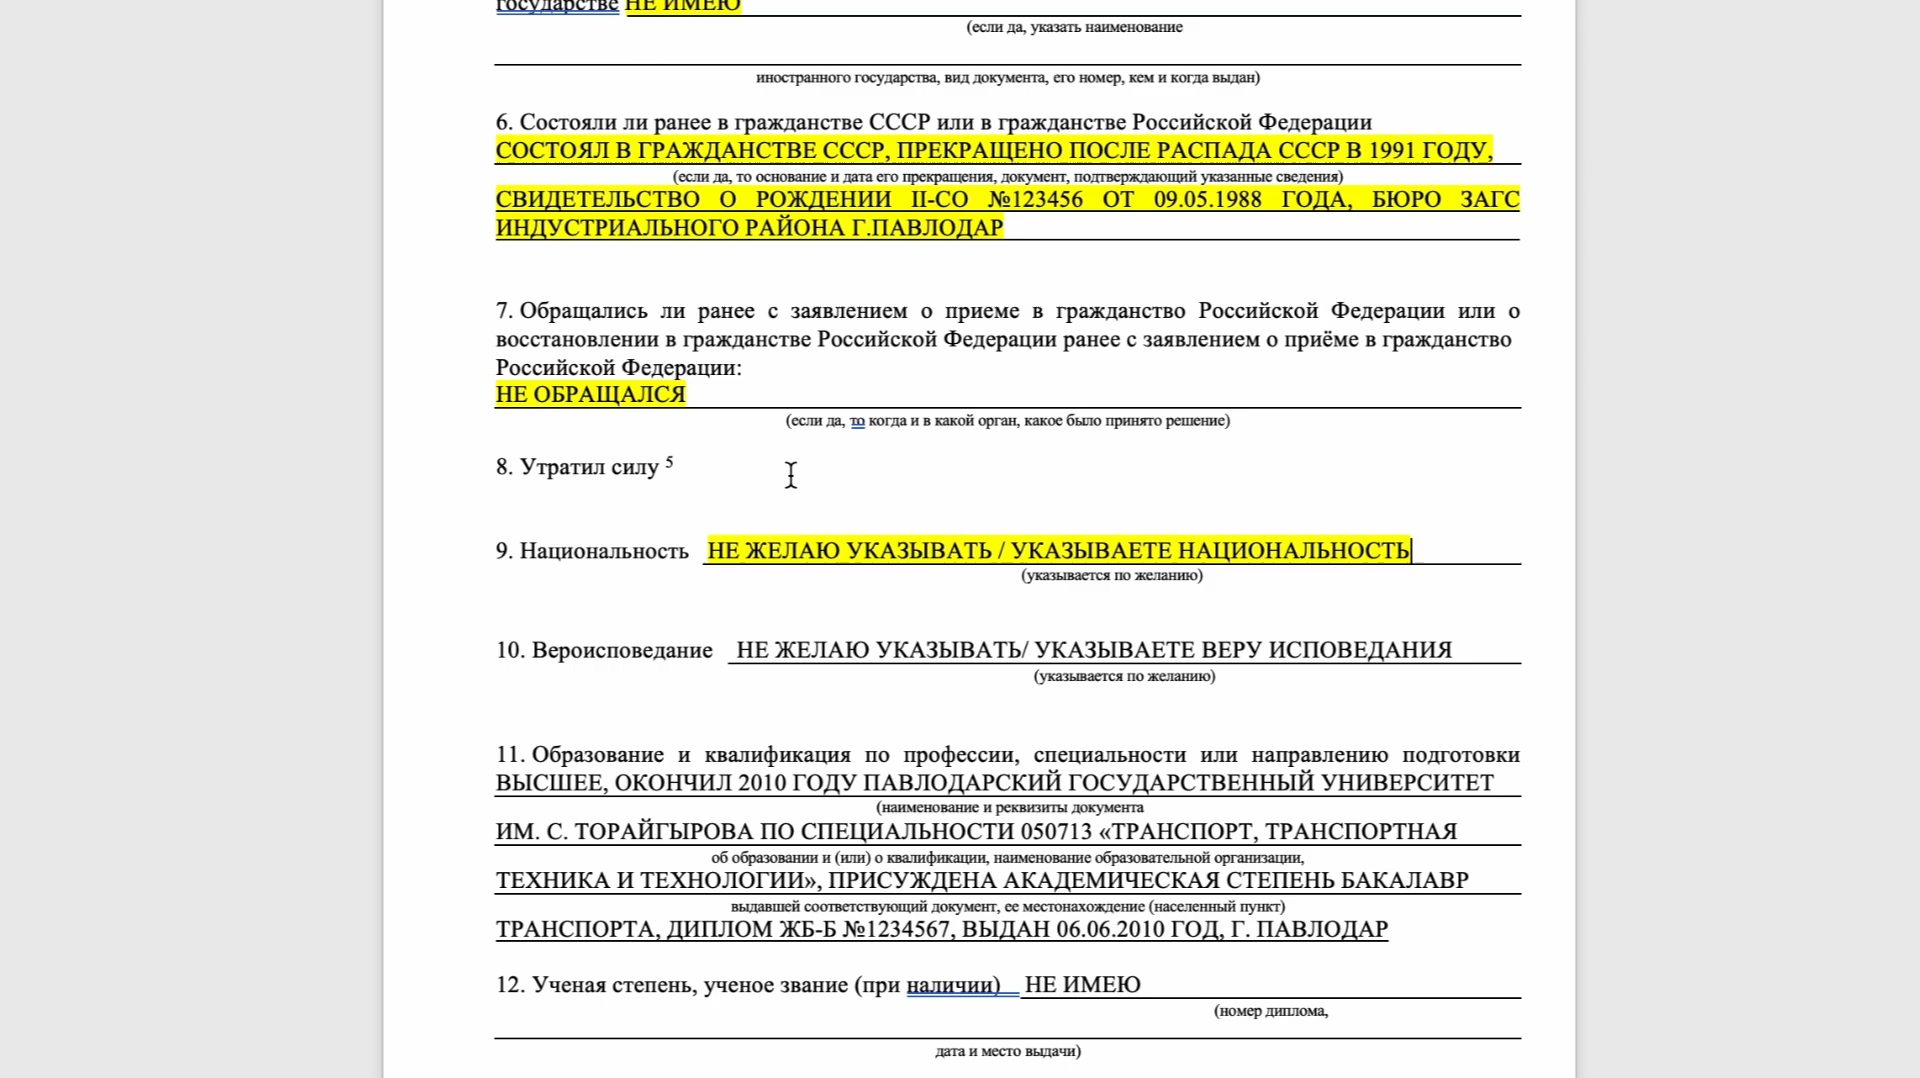 государстве НЕ ИМЕЮ
(если да, указать наименование
иностранного государства, вид документа, его номер, кем и когда выдан)
6. Состояли ли ранее в гражданстве СССР или в гражданстве Российской Федерации
СОСТОЯЛ В ГРАЖДАНСТВЕ СССР, ПРЕКРАЩЕНО ПОСЛЕ РАСПАДА СССР В 1991 ГОДУ,
(если да, то основание и дата его прекращения, документ, подтверждающий указанные сведения)
СВИДЕТЕЛЬСТВО О РОЖДЕНИИ II-СО №123456 ОТ 09.05.1988 ГОДА, БЮРО ЗАГС
ИНДУСТРИАЛЬНОГО РАЙОНА Г.ПАВЛОДАР
7. Обращались ли ранее с заявлением о приеме в гражданство Российской Федерации или о
восстановлении в гражданстве Российской Федерации ранее с заявлением о приёме в гражданство
Российской Федерации:
НЕ ОБРАЩАЛСЯ
(если да, то когда и в какой орган, какое было принято решение)
8. Утратил силу ⁵
9. Национальность НЕ ЖЕЛАЮ УКАЗЫВАТЬ / УКАЗЫВАЕТЕ НАЦИОНАЛЬНОСТЬ
(указывается по желанию)
10. Вероисповедание НЕ ЖЕЛАЮ УКАЗЫВАТЬ/ УКАЗЫВАЕТЕ ВЕРУ ИСПОВЕДАНИЯ
(указывается по желанию)
11. Образование и квалификация по профессии, специальности или направлению подготовки
ВЫСШЕЕ, ОКОНЧИЛ 2010 ГОДУ ПАВЛОДАРСКИЙ ГОСУДАРСТВЕННЫЙ УНИВЕРСИТЕТ
(наименование и реквизиты документа
ИМ. С. ТОРАЙГЫРОВА ПО СПЕЦИАЛЬНОСТИ 050713 «ТРАНСПОРТ, ТРАНСПОРТНАЯ
об образовании и (или) о квалификации, наименование образовательной организации,
ТЕХНИКА И ТЕХНОЛОГИИ», ПРИСУЖДЕНА АКАДЕМИЧЕСКАЯ СТЕПЕНЬ БАКАЛАВР
выдавшей соответствующий документ, ее местонахождение (населенный пункт)
ТРАНСПОРТА, ДИПЛОМ ЖБ-Б №1234567, ВЫДАН 06.06.2010 ГОД, Г. ПАВЛОДАР
12. Ученая степень, ученое звание (при наличии) НЕ ИМЕЮ
(номер диплома,
дата и место выдачи)